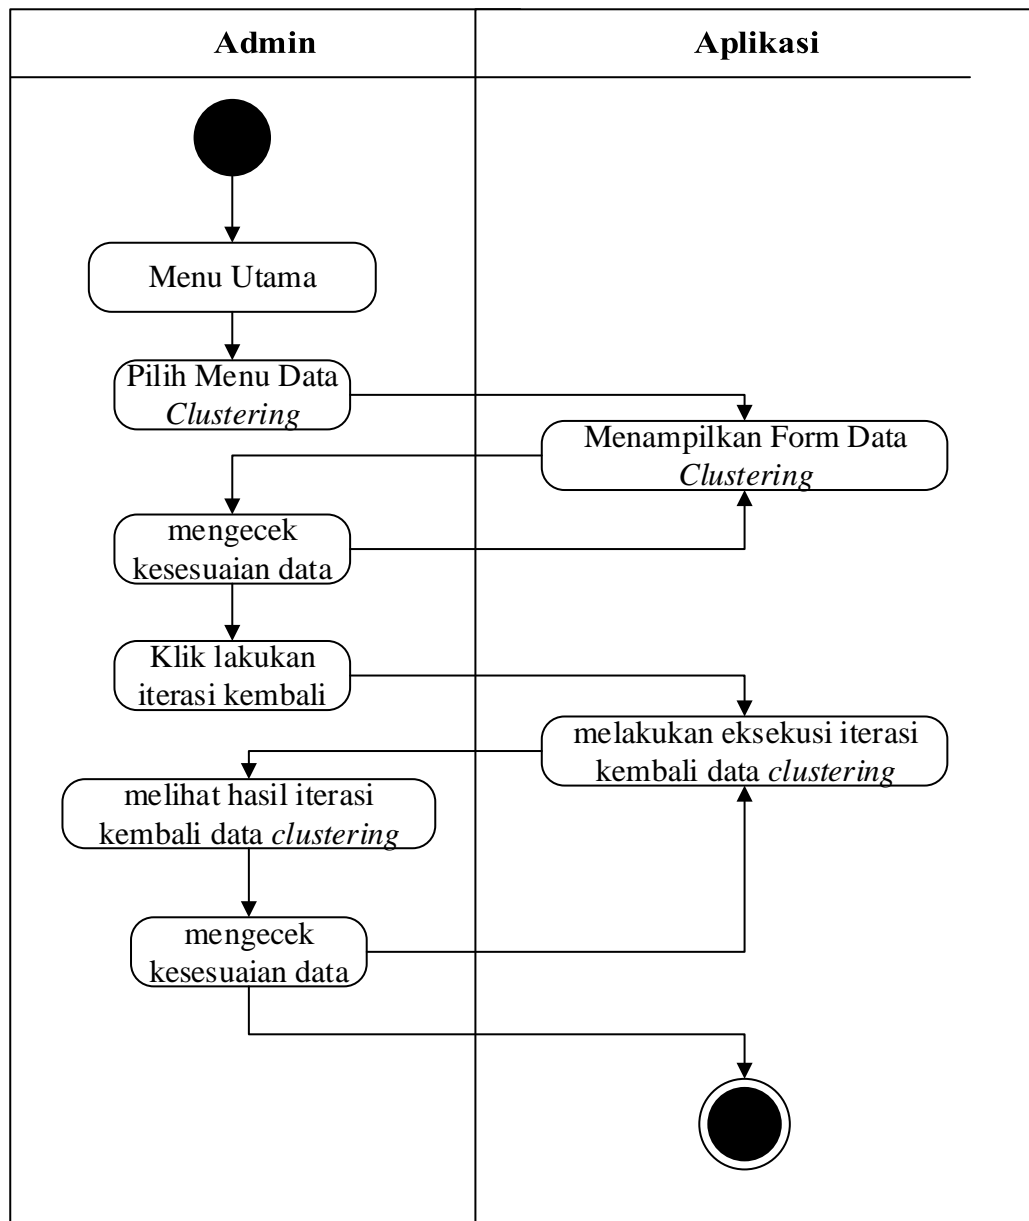 Admin
Aplikasi
Menu Utama
Pilih Menu Data
Clustering
Menampilkan Form Data
Clustering
mengecek
kesesuaian data
Klik lakukan
iterasi kembali
melakukan eksekusi iterasi
kembali data clustering
melihat hasil iterasi
kembali data clustering
mengecek
kesesuaian data